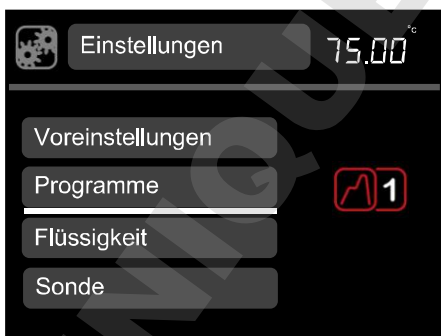 Einstellungen
75.00 °c
Voreinstellungen
Programme
1
Flüssigkeit
Sonde